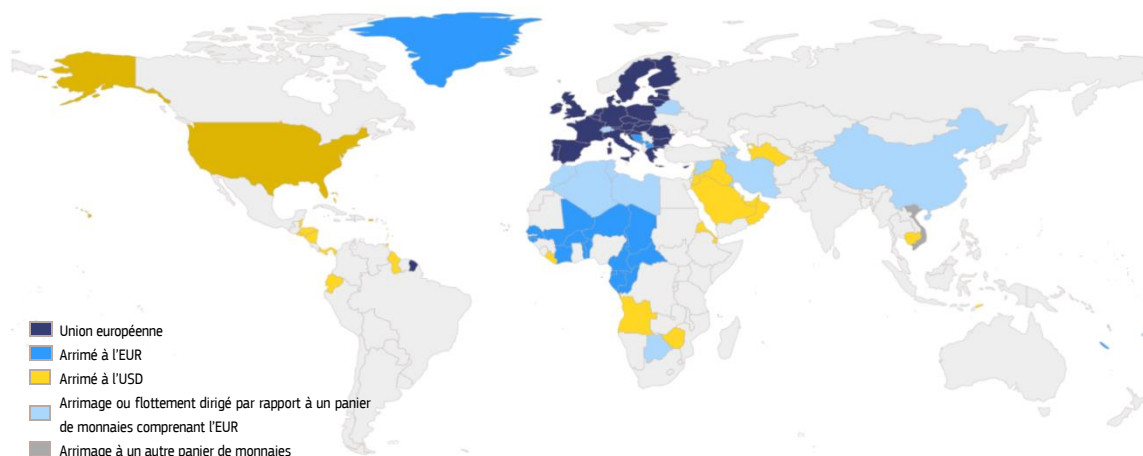 Union européenne
Arrimé à l'EUR
Arrimé à l'USD
Arrimage ou flottement dirigé par rapport à un panier
de monnaies comprenant l'EUR
Arrimage à un autre panier de monnaies